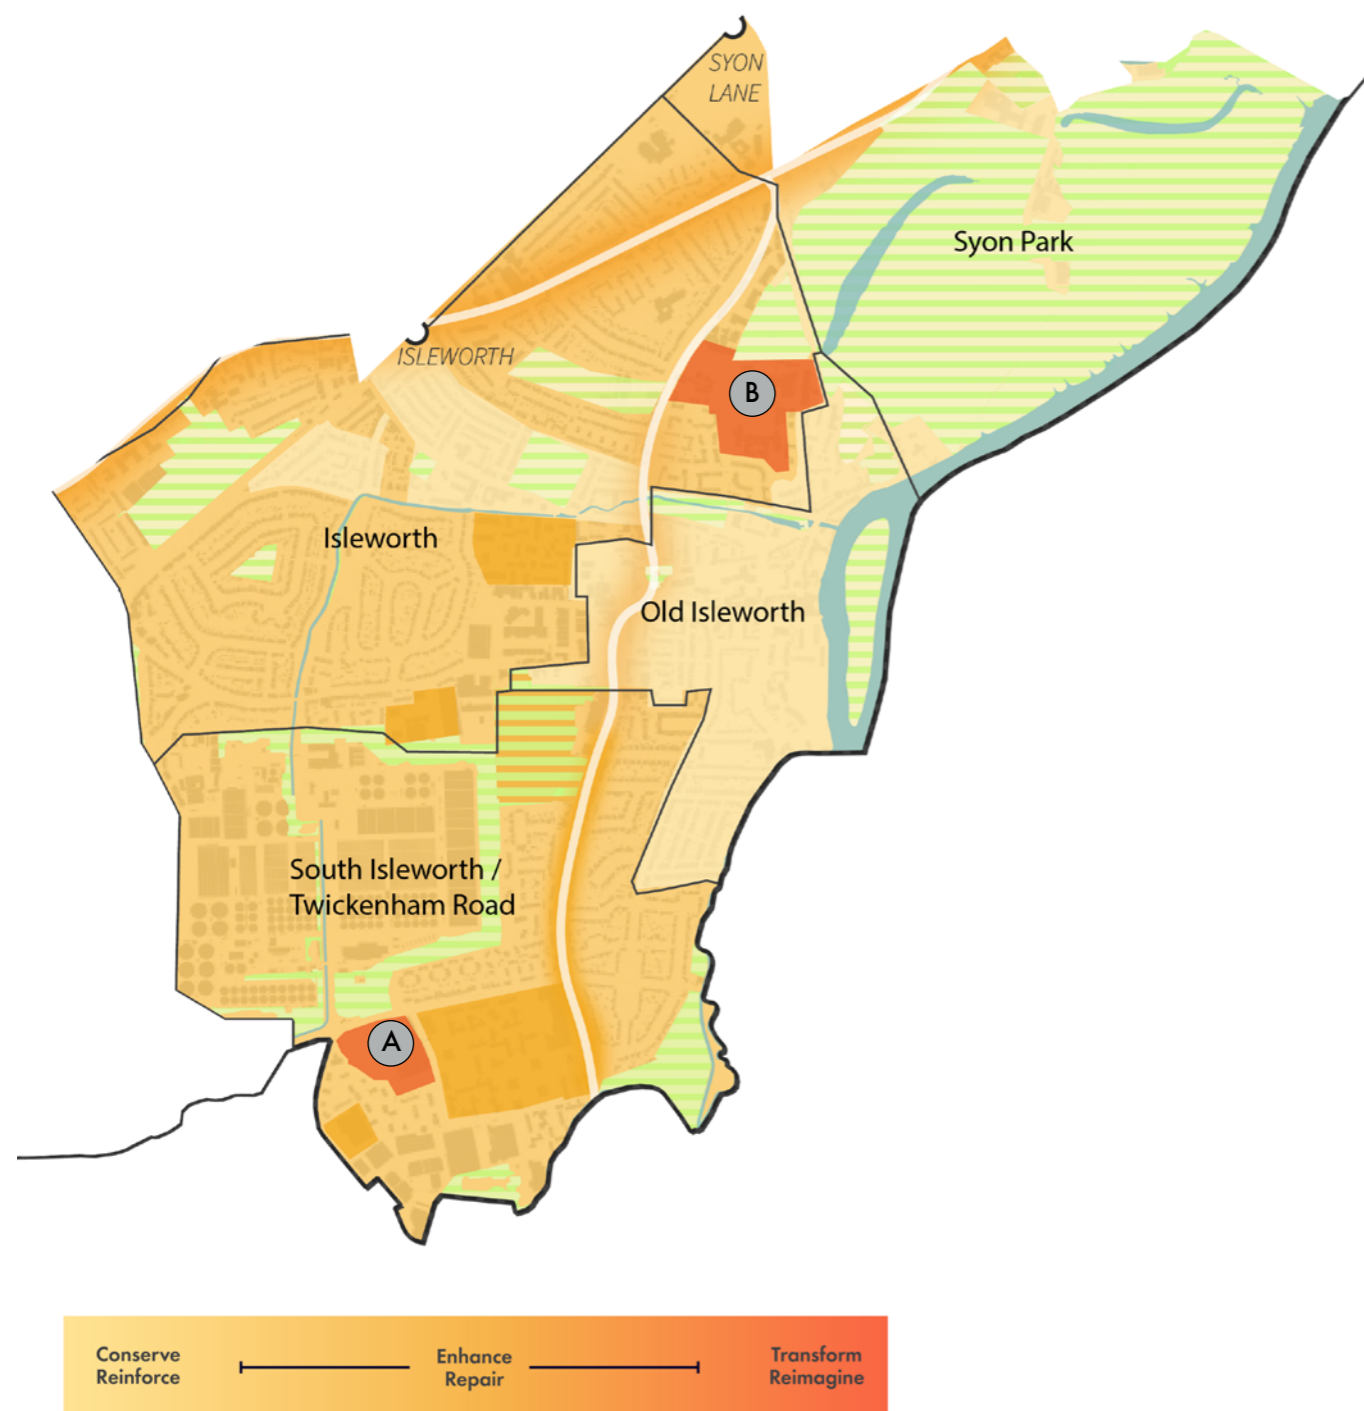 SYON
LANE
Syon Park
ISLEWORTH
B
Isleworth
Old Isleworth
South Isleworth /
Twickenham Road
A
Conserve
Reinforce
Enhance
Repair
Transform
Reimagine